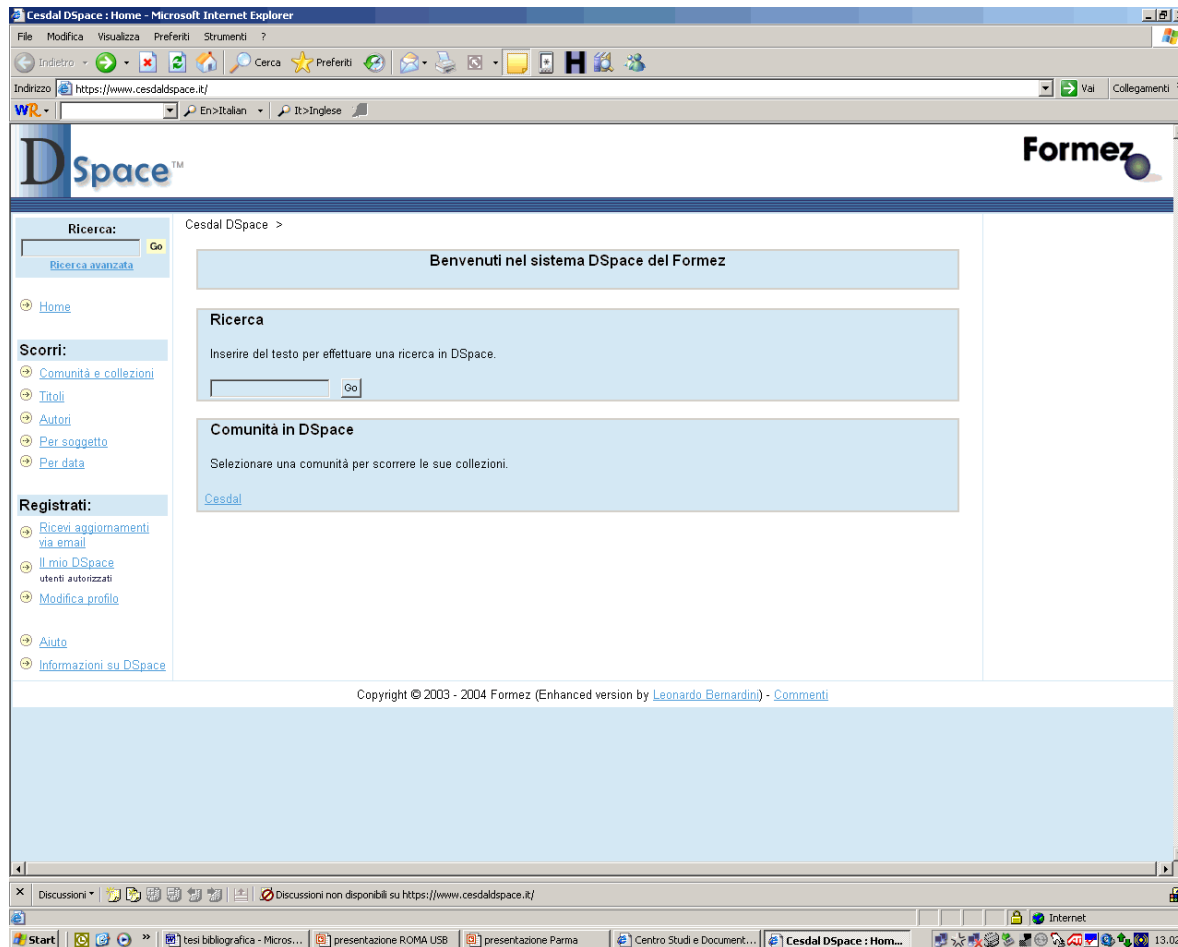 Cesdal DSpace : Home - Microsoft Internet Explorer
File Modifica Visualizza Preferiti Strumenti ?
Indietro Cerca Preferiti
Indirizzo https://www.cesdaldspace.it/ Vai Collegamenti
WR En>Italian It>Inglese
DSpace™ Formez
Ricerca:
Go
Ricerca avanzata
Home
Scorri:
Comunità e collezioni
Titoli
Autori
Per soggetto
Per data
Registrati:
Ricevi aggiornamenti
via email
Il mio DSpace
utenti autorizzati
Modifica profilo
Aiuto
Informazioni su DSpace
Cesdal DSpace >
Benvenuti nel sistema DSpace del Formez
Ricerca
Inserire del testo per effettuare una ricerca in DSpace.
Go
Comunità in DSpace
Selezionare una comunità per scorrere le sue collezioni.
Cesdal
Copyright © 2003 - 2004 Formez (Enhanced version by Leonardo Bernardini) - Commenti
Discussioni Discussioni non disponibili su https://www.cesdaldspace.it/
Internet
Start » tesi bibliografica - Micros... presentazione ROMA USB presentazione Parma Centro Studi e Document... Cesdal DSpace : Hom... 13.02